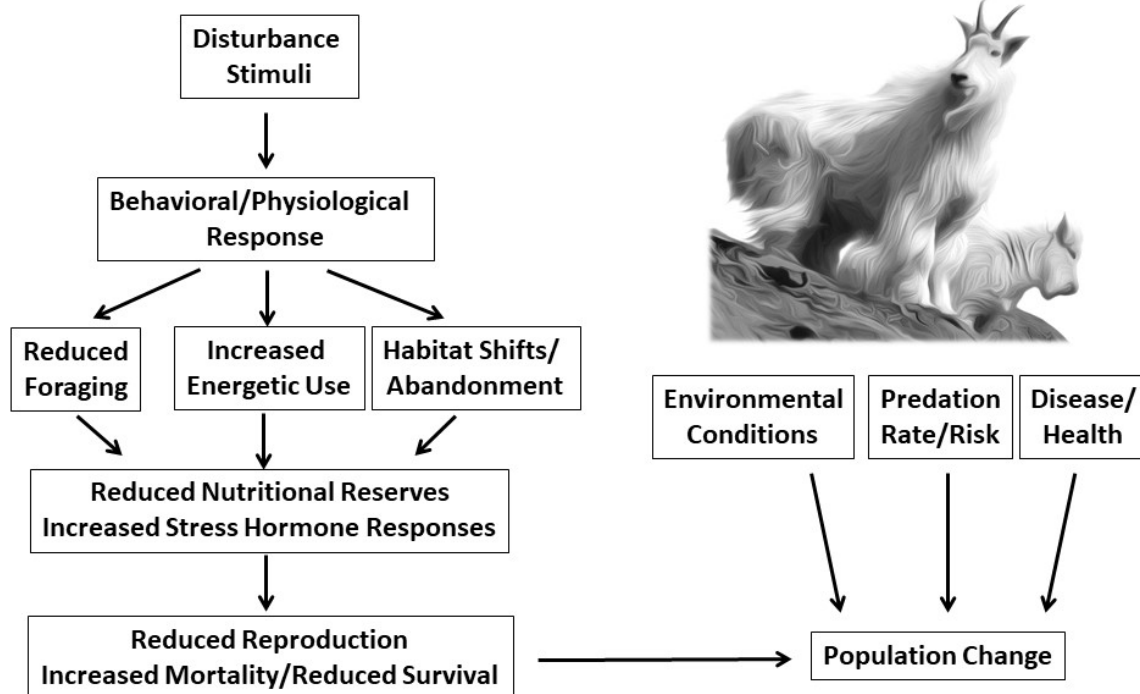 Disturbance
Stimuli
Behavioral/Physiological
Response
Reduced
Foraging
Increased
Energetic Use
Habitat Shifts/
Abandonment
Reduced Nutritional Reserves
Increased Stress Hormone Responses
Reduced Reproduction
Increased Mortality/Reduced Survival
Environmental
Conditions
Predation
Rate/Risk
Disease/
Health
Population Change